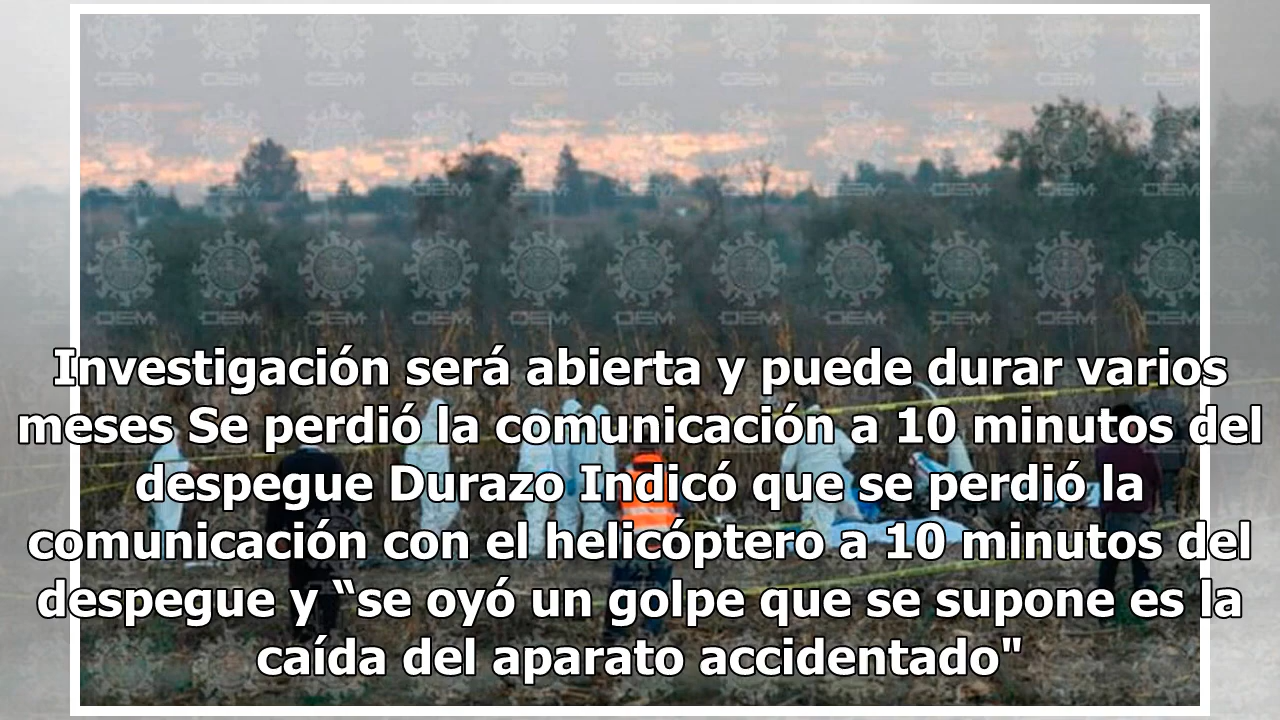 Investigación será abierta y puede durar varios
meses Se perdió la comunicación a 10 minutos del
despegue Durazo Indicó que se perdió la
comunicación con el helicóptero a 10 minutos del
despegue y “se oyó un golpe que se supone es la
caída del aparato accidentado"
OEM